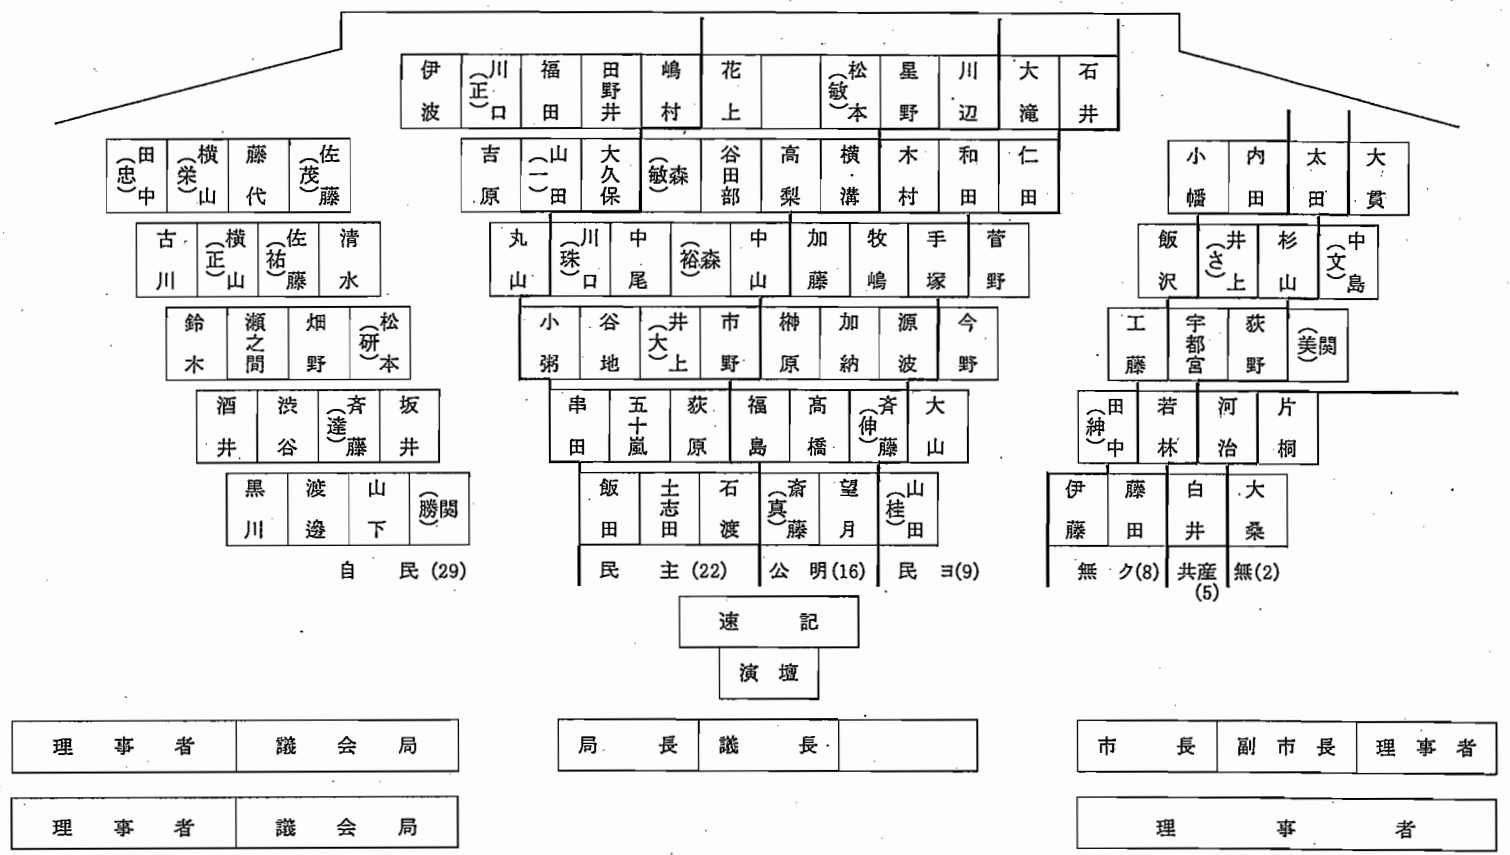 伊波 川口(正) 福田 田野井 嶋村 花上 松本(敏) 星野 川辺 大滝 石井
田中(忠) 横山(栄) 藤代 佐藤(茂) 吉原 山田(一) 大久保 森(敏) 谷田部 高梨 横溝 木村 和田 仁田 小幡 内田 太田 大貫
古川 横山(正) 佐藤(祐) 清水 丸山 川口(珠) 中尾 森(裕) 中山 加藤 牧嶋 手塚 菅野 飯沢 井上(さ) 杉山 中島(文)
鈴木 瀬之間 畑野 松本(研) 小粥 谷地 井上(大) 市野 榊原 加納 源波 今野 工藤 宇都宮 荻野 関(美)
酒井 渋谷 斉藤(達) 坂井 串田 五十嵐 荻原 福島 髙橋 斉藤(伸) 大山 田中(紳) 若林 河治 片桐
黒川 渡邉 山下 関(勝) 飯田 土志田 石渡 斎藤(真) 望月 山田(桂) 伊藤 藤田 白井 大桑
自民(29) 民主(22) 公明(16) 民ヨ(9) 無ク(8) 共産(5) 無(2)
速記
演壇
理事者 議会局 局長 議長 市長 副市長 理事者
理事者 議会局 理事者